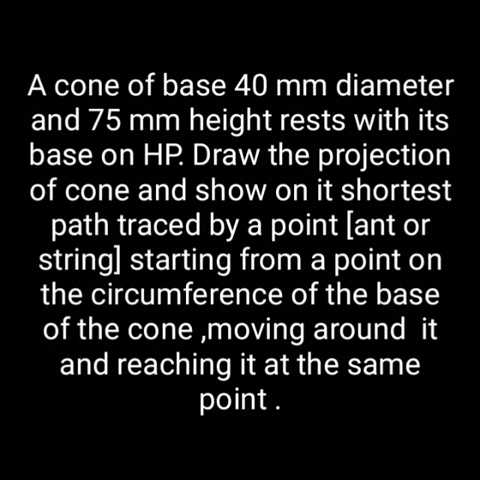 A cone of base 40 mm diameter
and 75 mm height rests with its
base on HP. Draw the projection
of cone and show on it shortest
path traced by a point [ant or
string] starting from a point on
the circumference of the base
of the cone ,moving around  it
and reaching it at the same
point .